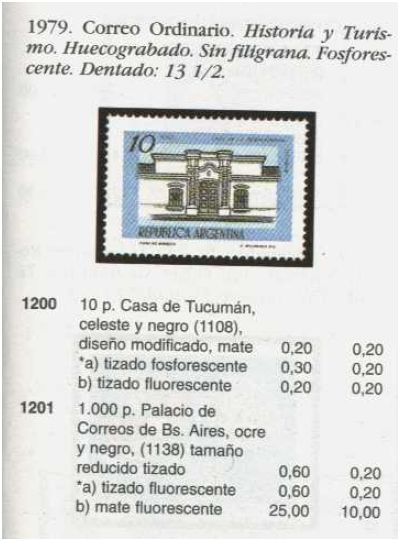 1979. Correo Ordinario. Historia y Turis-
mo. Huecograbado. Sin filigrana. Fosfores-
cente. Dentado: 13 1/2.
10
REPUBLICA ARGENTINA
1200 10 p. Casa de Tucumán,
celeste y negro (1108),
diseño modificado, mate 0,20 0,20
*a) tizado fosforescente 0,30 0,20
b) tizado fluorescente 0,20 0,20
1201 1.000 p. Palacio de
Correos de Bs. Aires, ocre
y negro, (1138) tamaño
reducido tizado 0,60 0,20
*a) tizado fluorescente 0,60 0,20
b) mate fluorescente 25,00 10,00